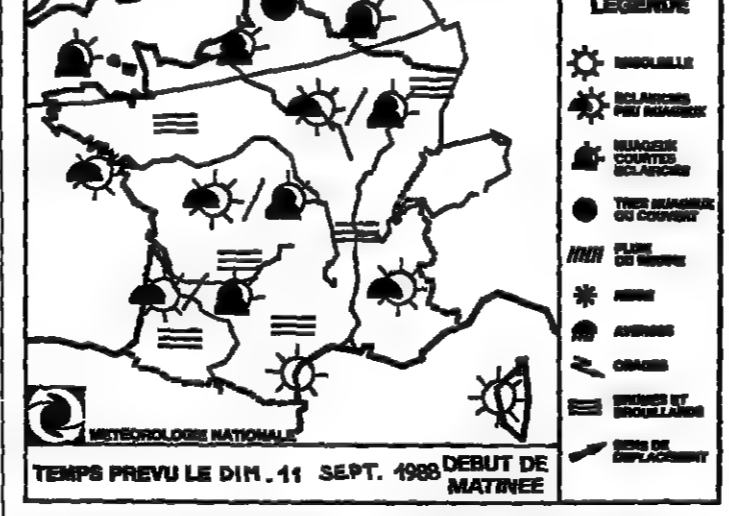 LEGENDE
ENSOLEILLE
ECLAIRCIES
PEU NUAGEUX
NUAGEUX
COURTES
ECLAIRCIES
TRES NUAGEUX
OU COUVERT
PLUIE
OU BRUINE
NEIGE
AVERSES
ORAGES
BRUMES ET
BROUILLARDS
SENS DE
DEPLACEMENT
METEOROLOGIE NATIONALE
TEMPS PREVU LE DIM. 11 SEPT. 1988 DEBUT DE
MATINEE